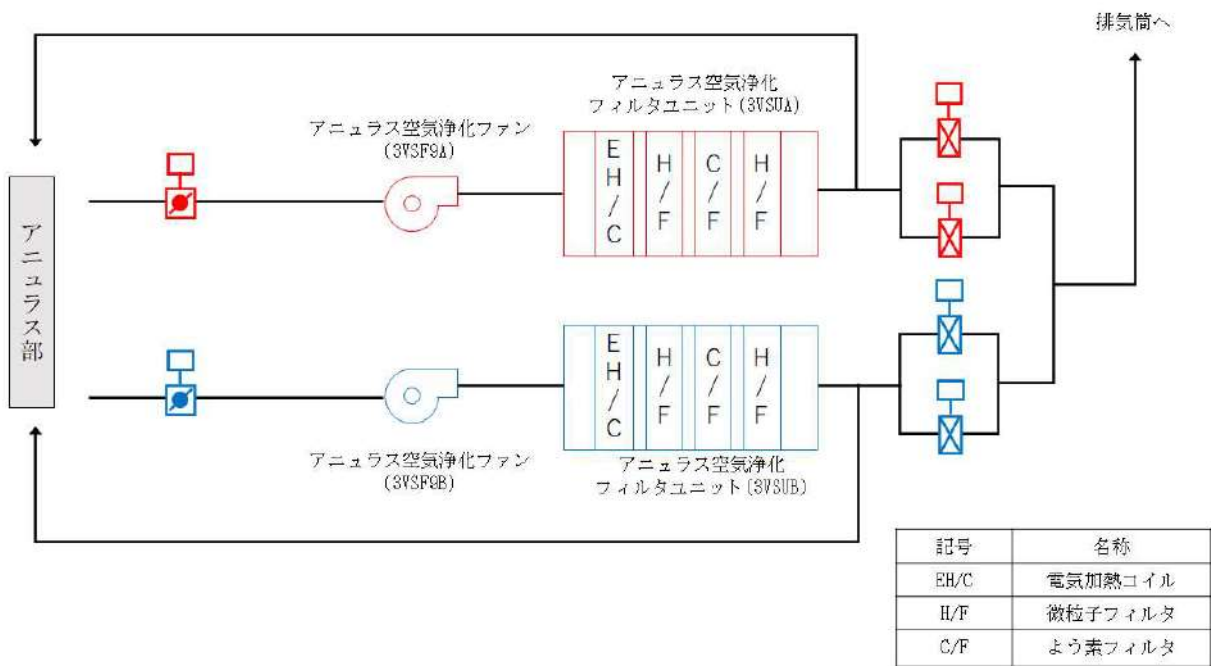 排気筒へ
アニュラス空気浄化
フィルタユニット(3VSUA)
アニュラス空気浄化ファン
(3VSF9A)
EH/C
H/F
C/F
H/F
アニュラス部
EH/C
H/F
C/F
H/F
アニュラス空気浄化ファン
(3VSF9B)
アニュラス空気浄化
フィルタユニット(3VSUB)
記号 名称
EH/C 電気加熱コイル
H/F 微粒子フィルタ
C/F よう素フィルタ